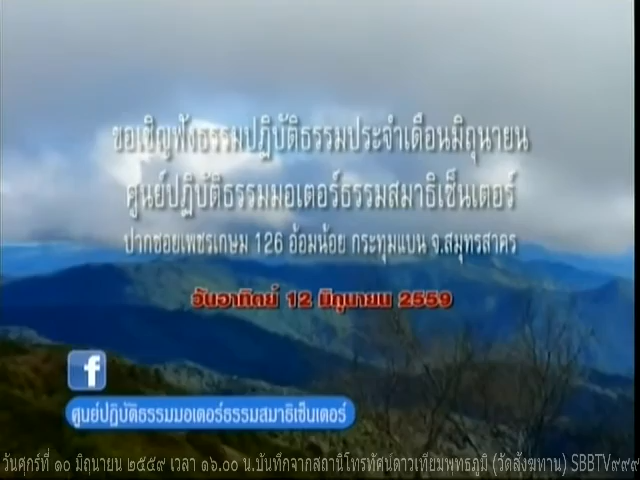 ขอเชิญฟังธรรมปฏิบัติธรรมประจำเดือนมิถุนายน
ศูนย์ปฏิบัติธรรมมอเตอร์ธรรมสมาธิเซ็นเตอร์
ปากซอยเพชรเกษม 126 อ้อมน้อย กระทุมแบน จ.สมุทรสาคร
วันอาทิตย์ 12 มิถุนายน 2559
f
ศูนย์ปฏิบัติธรรมมอเตอร์ธรรมสมาธิเซ็นเตอร์
วันศุกร์ที่ ๑๐ มิถุนายน ๒๕๕๙ เวลา ๑๖.๐๐ น.บันทึกจากสถานีโทรทัศน์ดาวเทียมพุทธภูมิ (วัดสังฆทาน) SBBTV๙๙๙